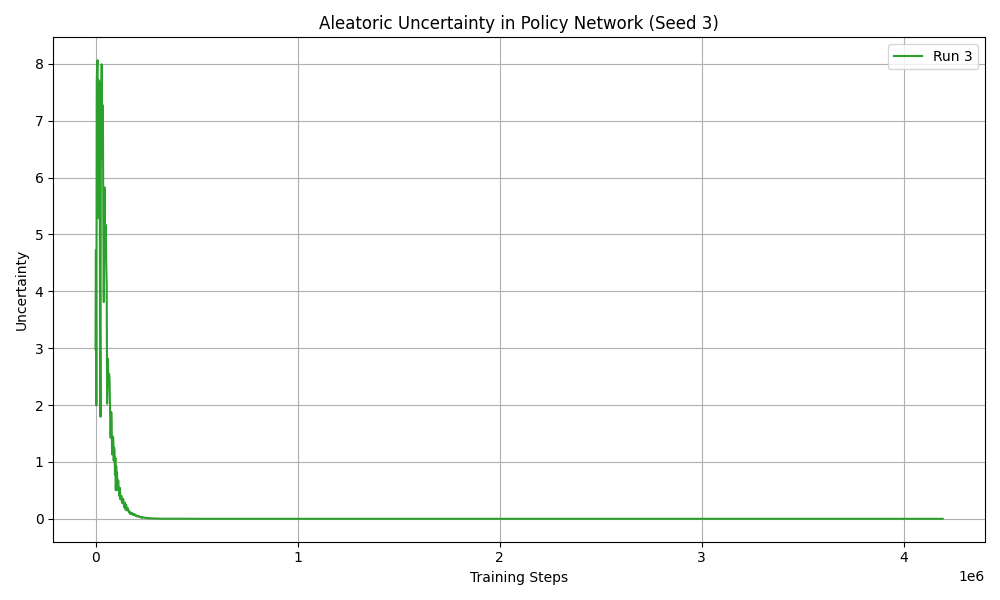 Aleatoric Uncertainty in Policy Network (Seed 3)
Run 3
Uncertainty
8
7
6
5
4
3
2
1
0
0 1 2 3 4
1e6
Training Steps